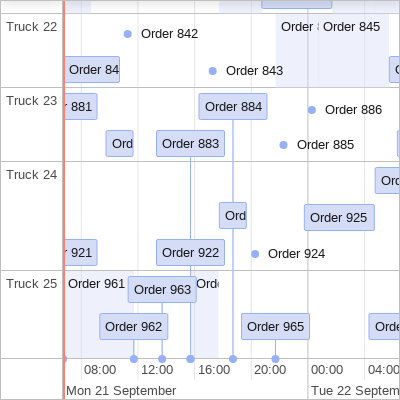 Truck 22
Order 842
Order
Order 845
Order 84
Order 843
Truck 23
881
Order 884
Order 886
Ord
Order 883
Order 885
Truck 24
Ord
Ord
Order 925
921
Order 922
Order 924
Truck 25
Order 961
Order 963
Ord
Order 962
Order 965
Orde
08:00
12:00
16:00
20:00
00:00
04:00
Mon 21 September
Tue 22 Septem